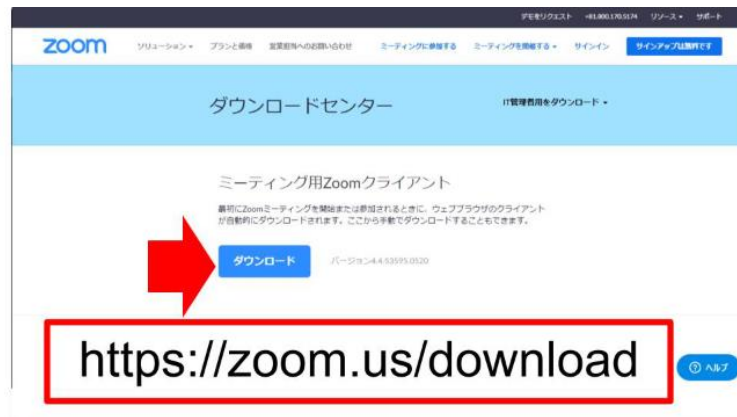 デモをリクエスト +81.800.170.5174 リソース サポート
zoom ソリューション プランと価格 営業担当へのお問い合わせ ミーティングに参加する ミーティングを開催する サインイン サインアップは無料です
ダウンロードセンター IT管理者用をダウンロード
ミーティング用Zoomクライアント
最初にZoomミーティングを開始または参加されるときに、ウェブブラウザのクライアント
が自動的にダウンロードされます。ここから手動でダウンロードすることもできます。
ダウンロード バージョン4.4.53595.0520
https://zoom.us/download
ヘルプ